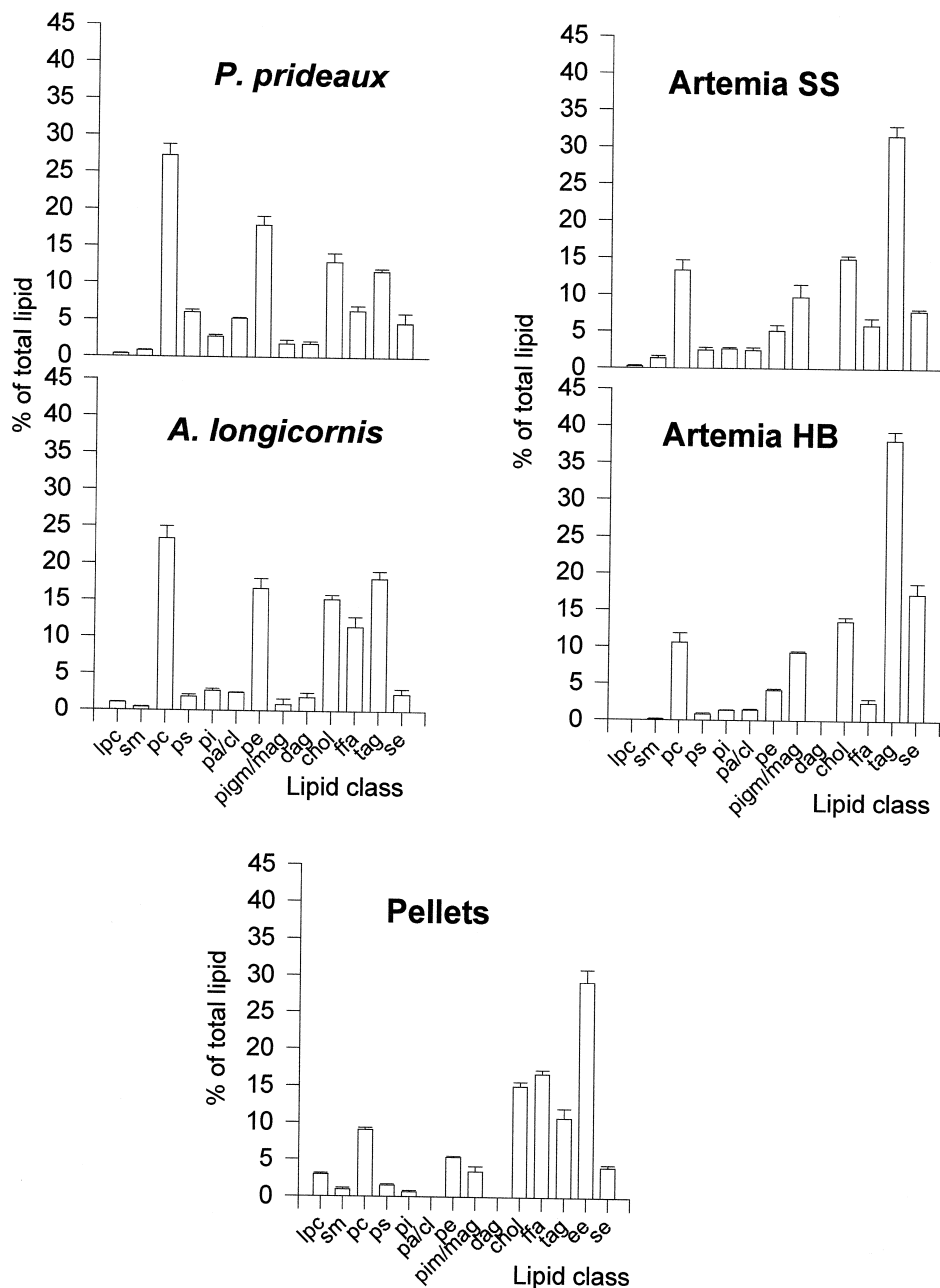 P. prideaux
% of total lipid
45
40
35
30
25
20
15
10
5
0
A. longicornis
45
40
35
30
25
20
15
10
5
0
lpc
sm
pc
ps
pi
pa/cl
pe
pigm/mag
dag
chol
ffa
tag
se
Lipid class
Artemia SS
% of total lipid
45
40
35
30
25
20
15
10
5
0
Artemia HB
45
40
35
30
25
20
15
10
5
0
lpc
sm
pc
ps
pi
pa/cl
pe
pigm/mag
dag
chol
ffa
tag
se
Lipid class
Pellets
% of total lipid
45
40
35
30
25
20
15
10
5
0
lpc
sm
pc
ps
pi
pa/cl
pe
pim/mag
dag
chol
ffa
tag
ee
se
Lipid class